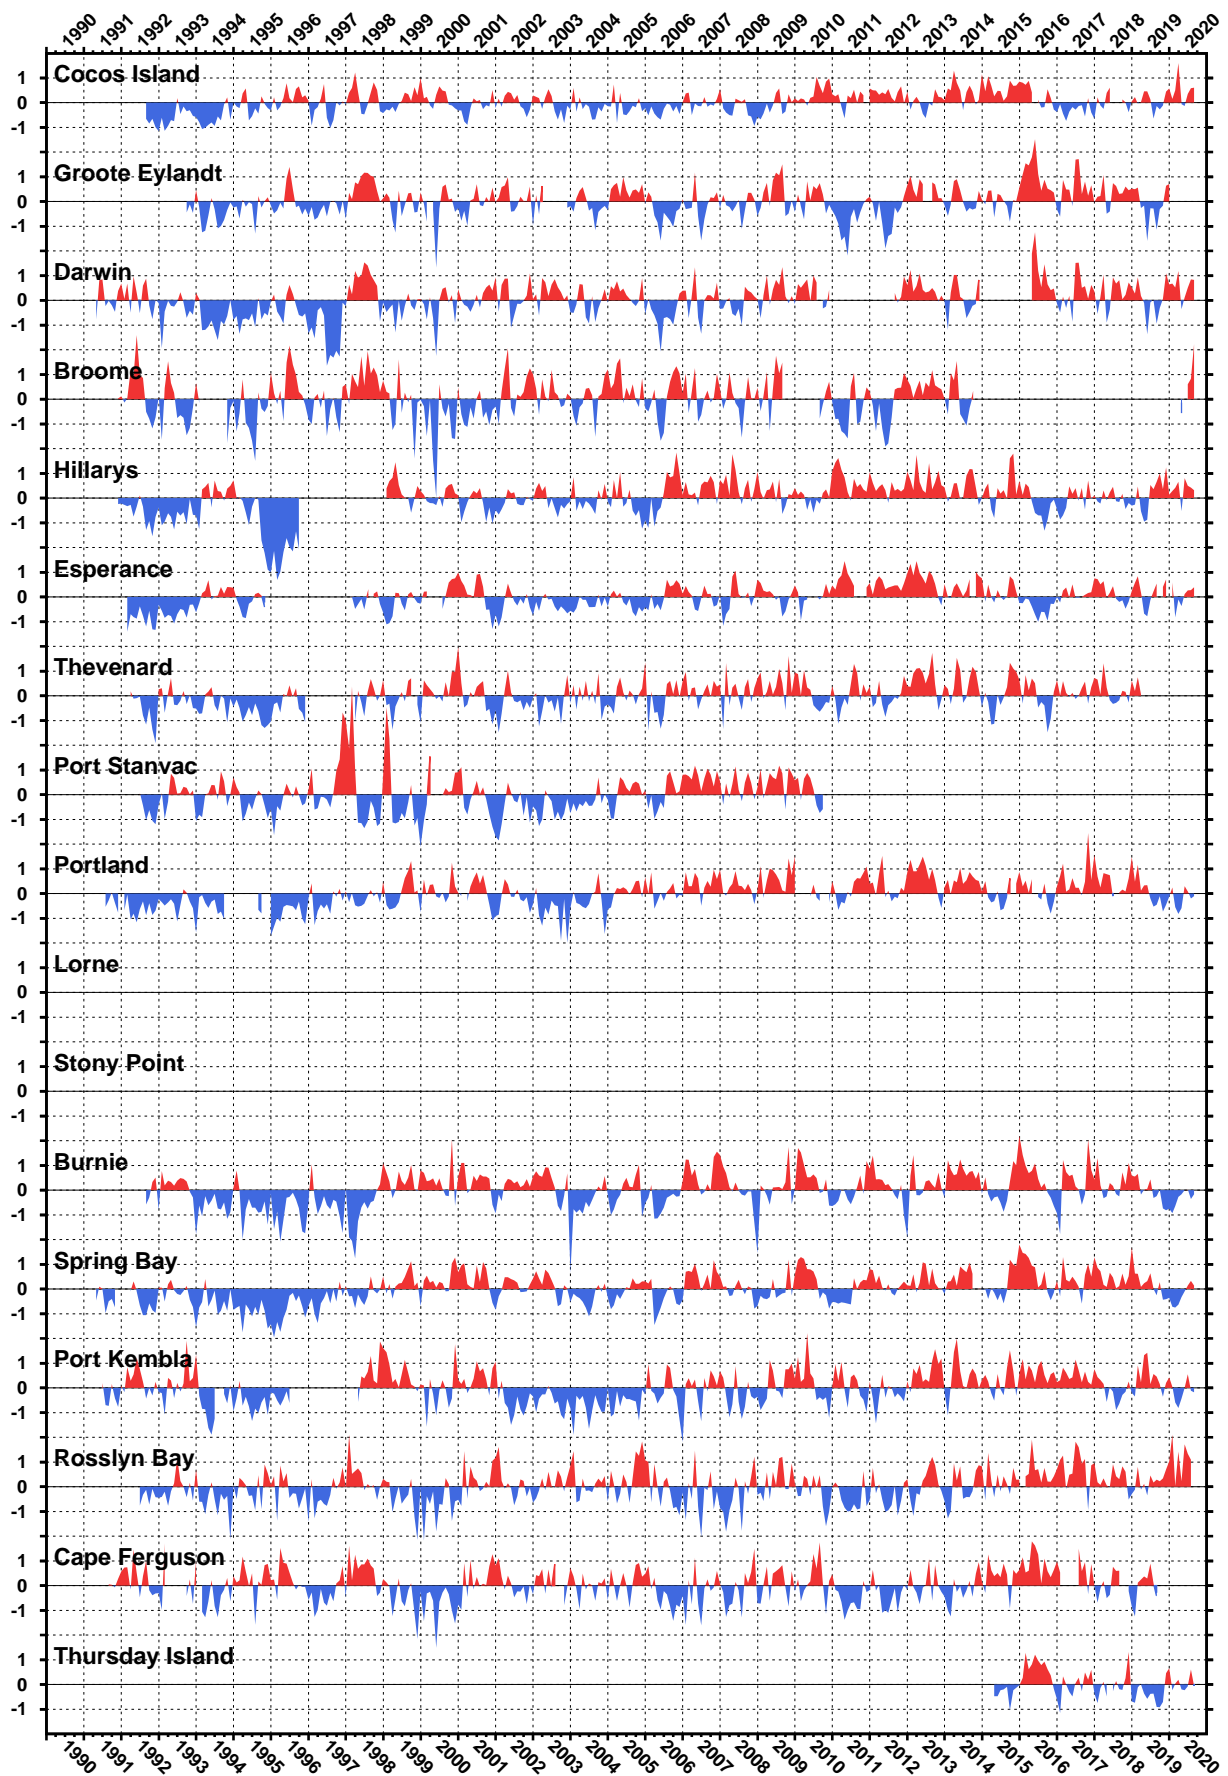 1990 1991 1992 1993 1994 1995 1996 1997 1998 1999 2000 2001 2002 2003 2004 2005 2006 2007 2008 2009 2010 2011 2012 2013 2014 2015 2016 2017 2018 2019 2020
Cocos Island
1
0
-1
Groote Eylandt
1
0
-1
Darwin
1
0
-1
Broome
1
0
-1
Hillarys
1
0
-1
Esperance
1
0
-1
Thevenard
1
0
-1
Port Stanvac
1
0
-1
Portland
1
0
-1
Lorne
1
0
-1
Stony Point
1
0
-1
Burnie
1
0
-1
Spring Bay
1
0
-1
Port Kembla
1
0
-1
Rosslyn Bay
1
0
-1
Cape Ferguson
1
0
-1
Thursday Island
1
0
-1
1990 1991 1992 1993 1994 1995 1996 1997 1998 1999 2000 2001 2002 2003 2004 2005 2006 2007 2008 2009 2010 2011 2012 2013 2014 2015 2016 2017 2018 2019 2020